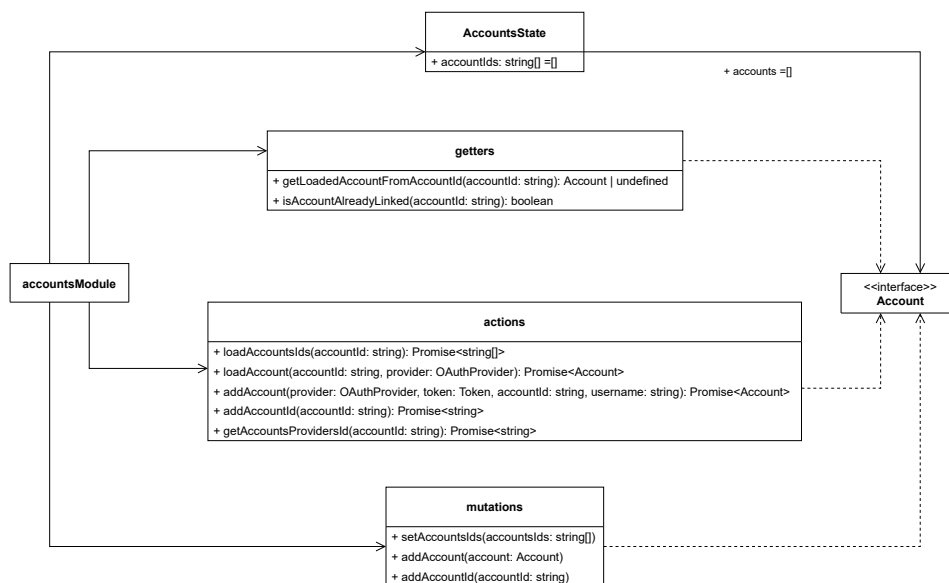 AccountsState
+ accountIds: string[] =[]
+ accounts =[]
getters
+ getLoadedAccountFromAccountId(accountId: string): Account | undefined
+ isAccountAlreadyLinked(accountId: string): boolean
accountsModule
<<interface>>
Account
actions
+ loadAccountsIds(accountId: string): Promise<string[]>
+ loadAccount(accountId: string, provider: OAuthProvider): Promise<Account>
+ addAccount(provider: OAuthProvider, token: Token, accountId: string, username: string): Promise<Account>
+ addAccountId(accountId: string): Promise<string>
+ getAccountsProvidersId(accountId: string): Promise<string>
mutations
+ setAccountsIds(accountsIds: string[])
+ addAccount(account: Account)
+ addAccountId(accountId: string)